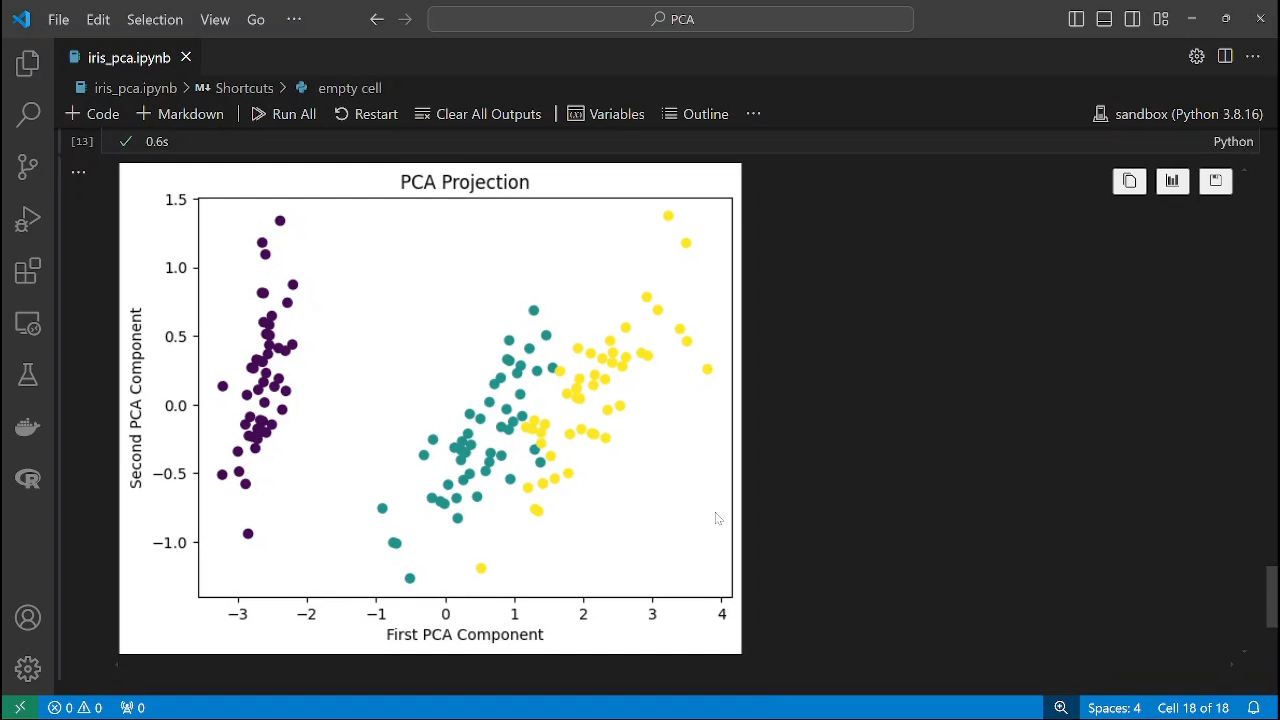 File Edit Selection View Go ··· PCA
iris_pca.ipynb
iris_pca.ipynb > M↓ Shortcuts > empty cell
+ Code + Markdown Run All Restart Clear All Outputs Variables Outline ··· sandbox (Python 3.8.16)
[13] ✓ 0.6s Python
PCA Projection
1.5
1.0
0.5
0.0
−0.5
−1.0
Second PCA Component
−3 −2 −1 0 1 2 3 4
First PCA Component
0 0 0 Spaces: 4 Cell 18 of 18